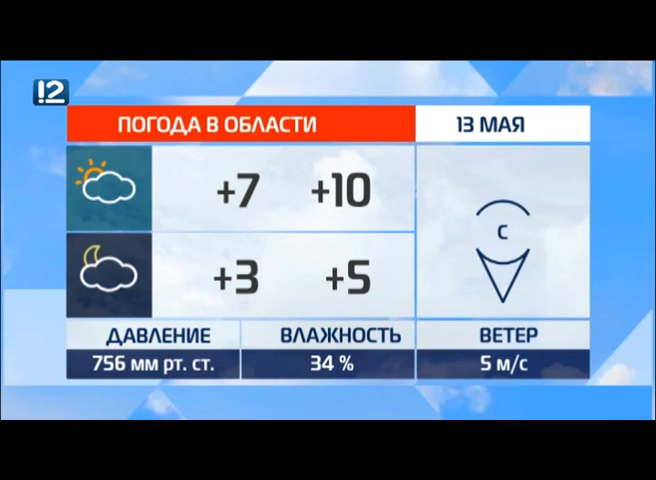 12
ПОГОДА В ОБЛАСТИ
13 МАЯ
+7 +10
С
+3 +5
ДАВЛЕНИЕ
ВЛАЖНОСТЬ
ВЕТЕР
756 мм рт. ст.
34 %
5 м/с